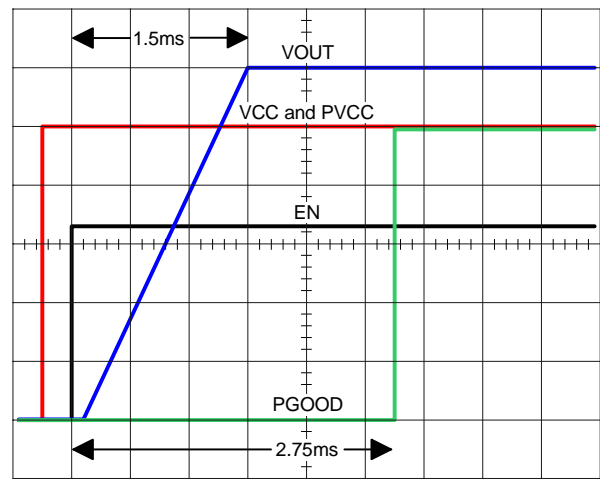 1.5ms
VOUT
VCC and PVCC
EN
PGOOD
2.75ms